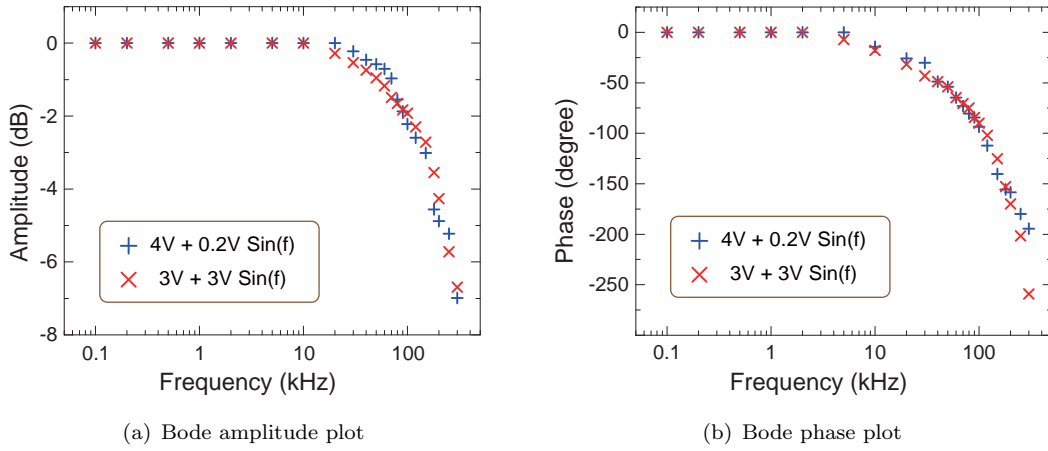 0
-2
-4
-6
-8
Amplitude (dB)
4V + 0.2V Sin(f)
3V + 3V Sin(f)
0.1
1
10
100
Frequency (kHz)
(a) Bode amplitude plot
0
-50
-100
-150
-200
-250
Phase (degree)
4V + 0.2V Sin(f)
3V + 3V Sin(f)
0.1
1
10
100
Frequency (kHz)
(b) Bode phase plot